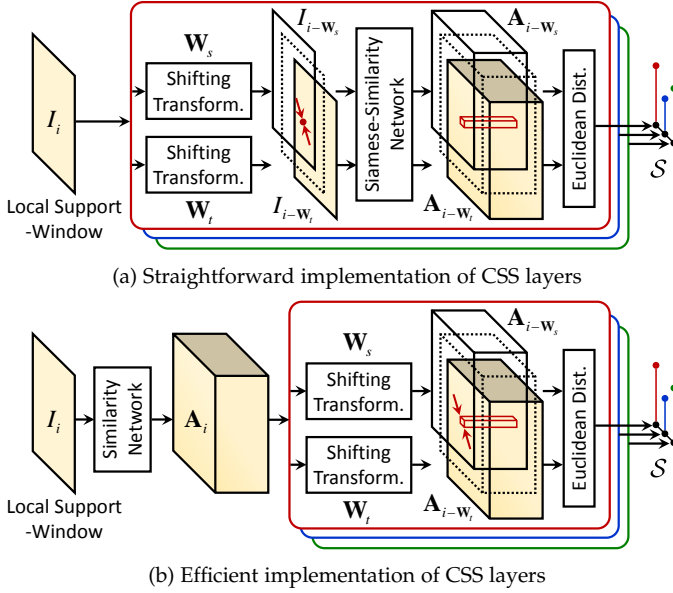 I_i
Local Support
-Window
W_s
Shifting
Transform.
Shifting
Transform.
W_t
I_{i-W_s}
I_{i-W_t}
Siamese-Similarity
Network
A_{i-W_s}
A_{i-W_t}
Euclidean Dist.
S
(a) Straightforward implementation of CSS layers
I_i
Local Support
-Window
Similarity
Network
A_i
W_s
Shifting
Transform.
Shifting
Transform.
W_t
A_{i-W_s}
A_{i-W_t}
Euclidean Dist.
S
(b) Efficient implementation of CSS layers